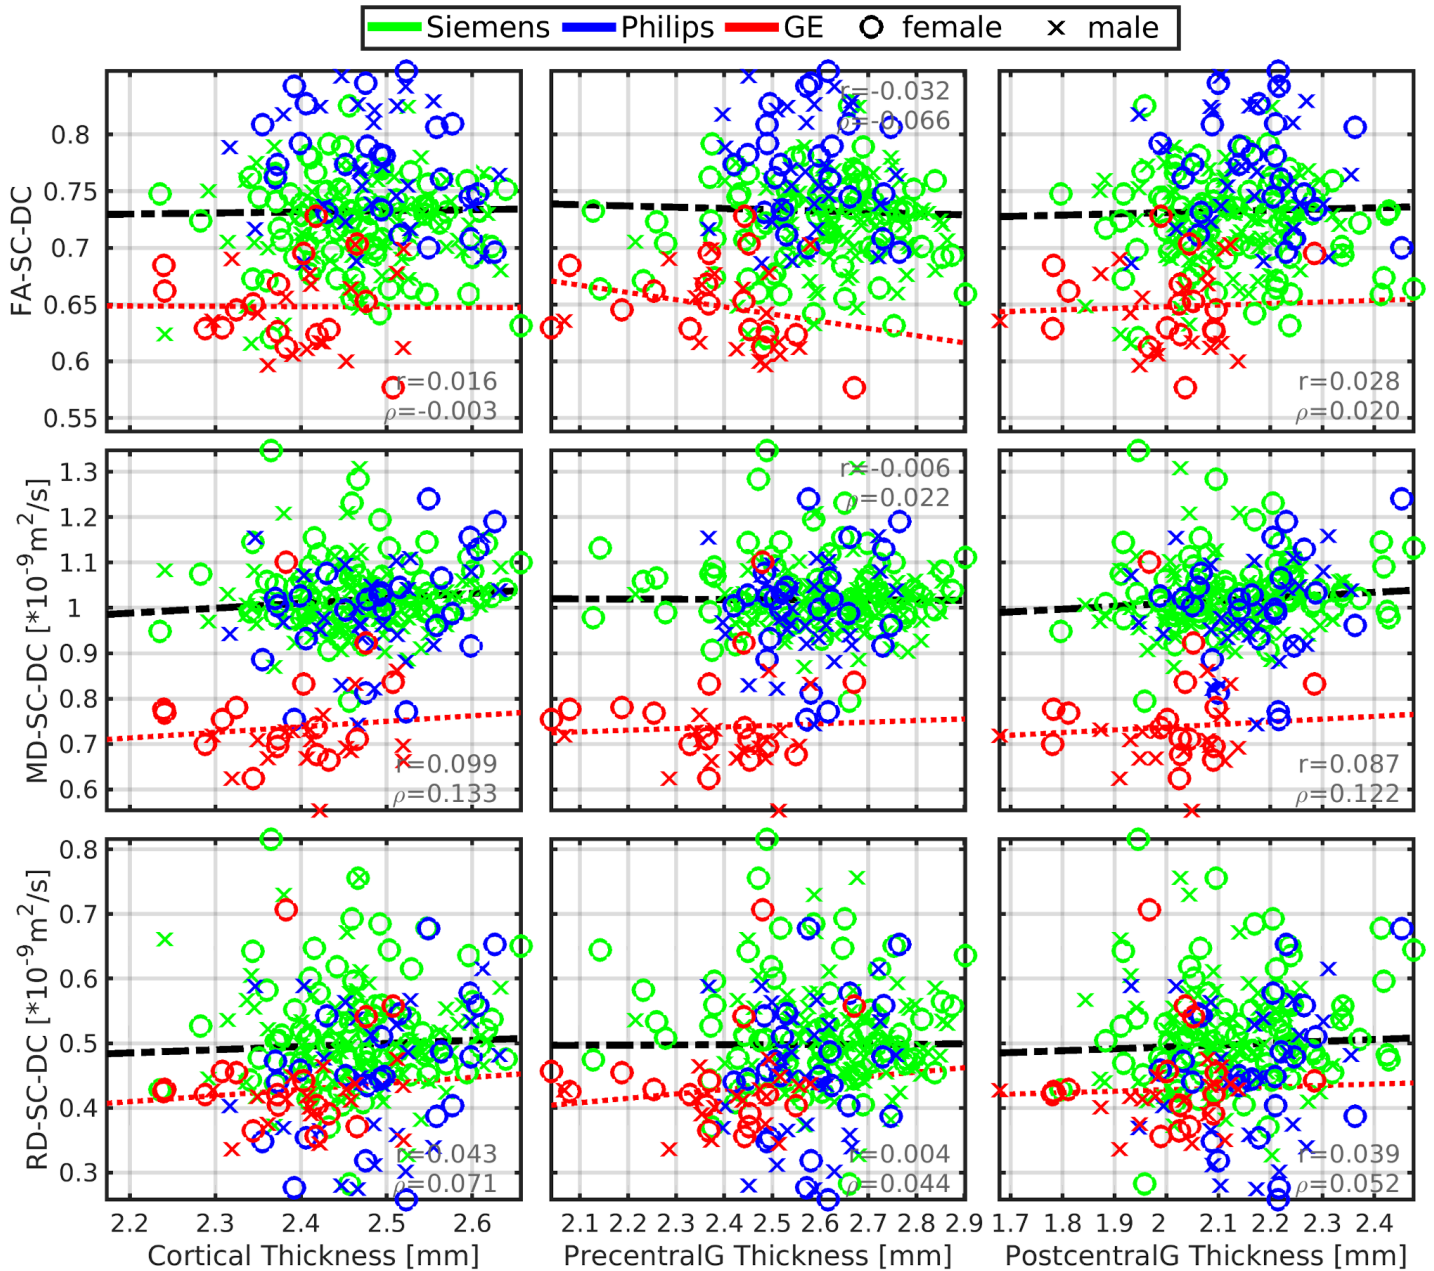 Siemens Philips GE female male
FA-SC-DC
0.8
0.75
0.7
0.65
0.6
0.55
r=0.016
ρ=-0.003
r=-0.032
ρ=-0.066
r=0.028
ρ=0.020
MD-SC-DC [*10⁻⁹m²/s]
1.3
1.2
1.1
1
0.9
0.8
0.7
0.6
r=0.099
ρ=0.133
r=-0.006
ρ=0.022
r=0.087
ρ=0.122
RD-SC-DC [*10⁻⁹m²/s]
0.8
0.7
0.6
0.5
0.4
0.3
r=0.043
ρ=0.071
r=0.004
ρ=0.044
r=0.039
ρ=0.052
2.2 2.3 2.4 2.5 2.6
2.1 2.2 2.3 2.4 2.5 2.6 2.7 2.8 2.9
1.7 1.8 1.9 2 2.1 2.2 2.3 2.4
Cortical Thickness [mm]
PrecentralG Thickness [mm]
PostcentralG Thickness [mm]